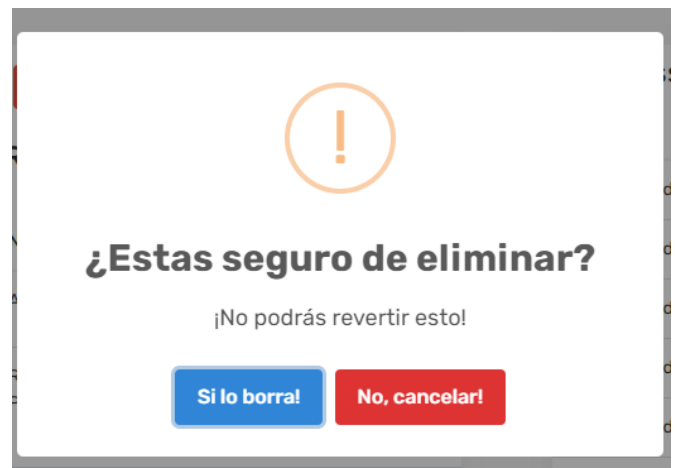 ¿Estas seguro de eliminar?
¡No podrás revertir esto!
Si lo borra! No, cancelar!